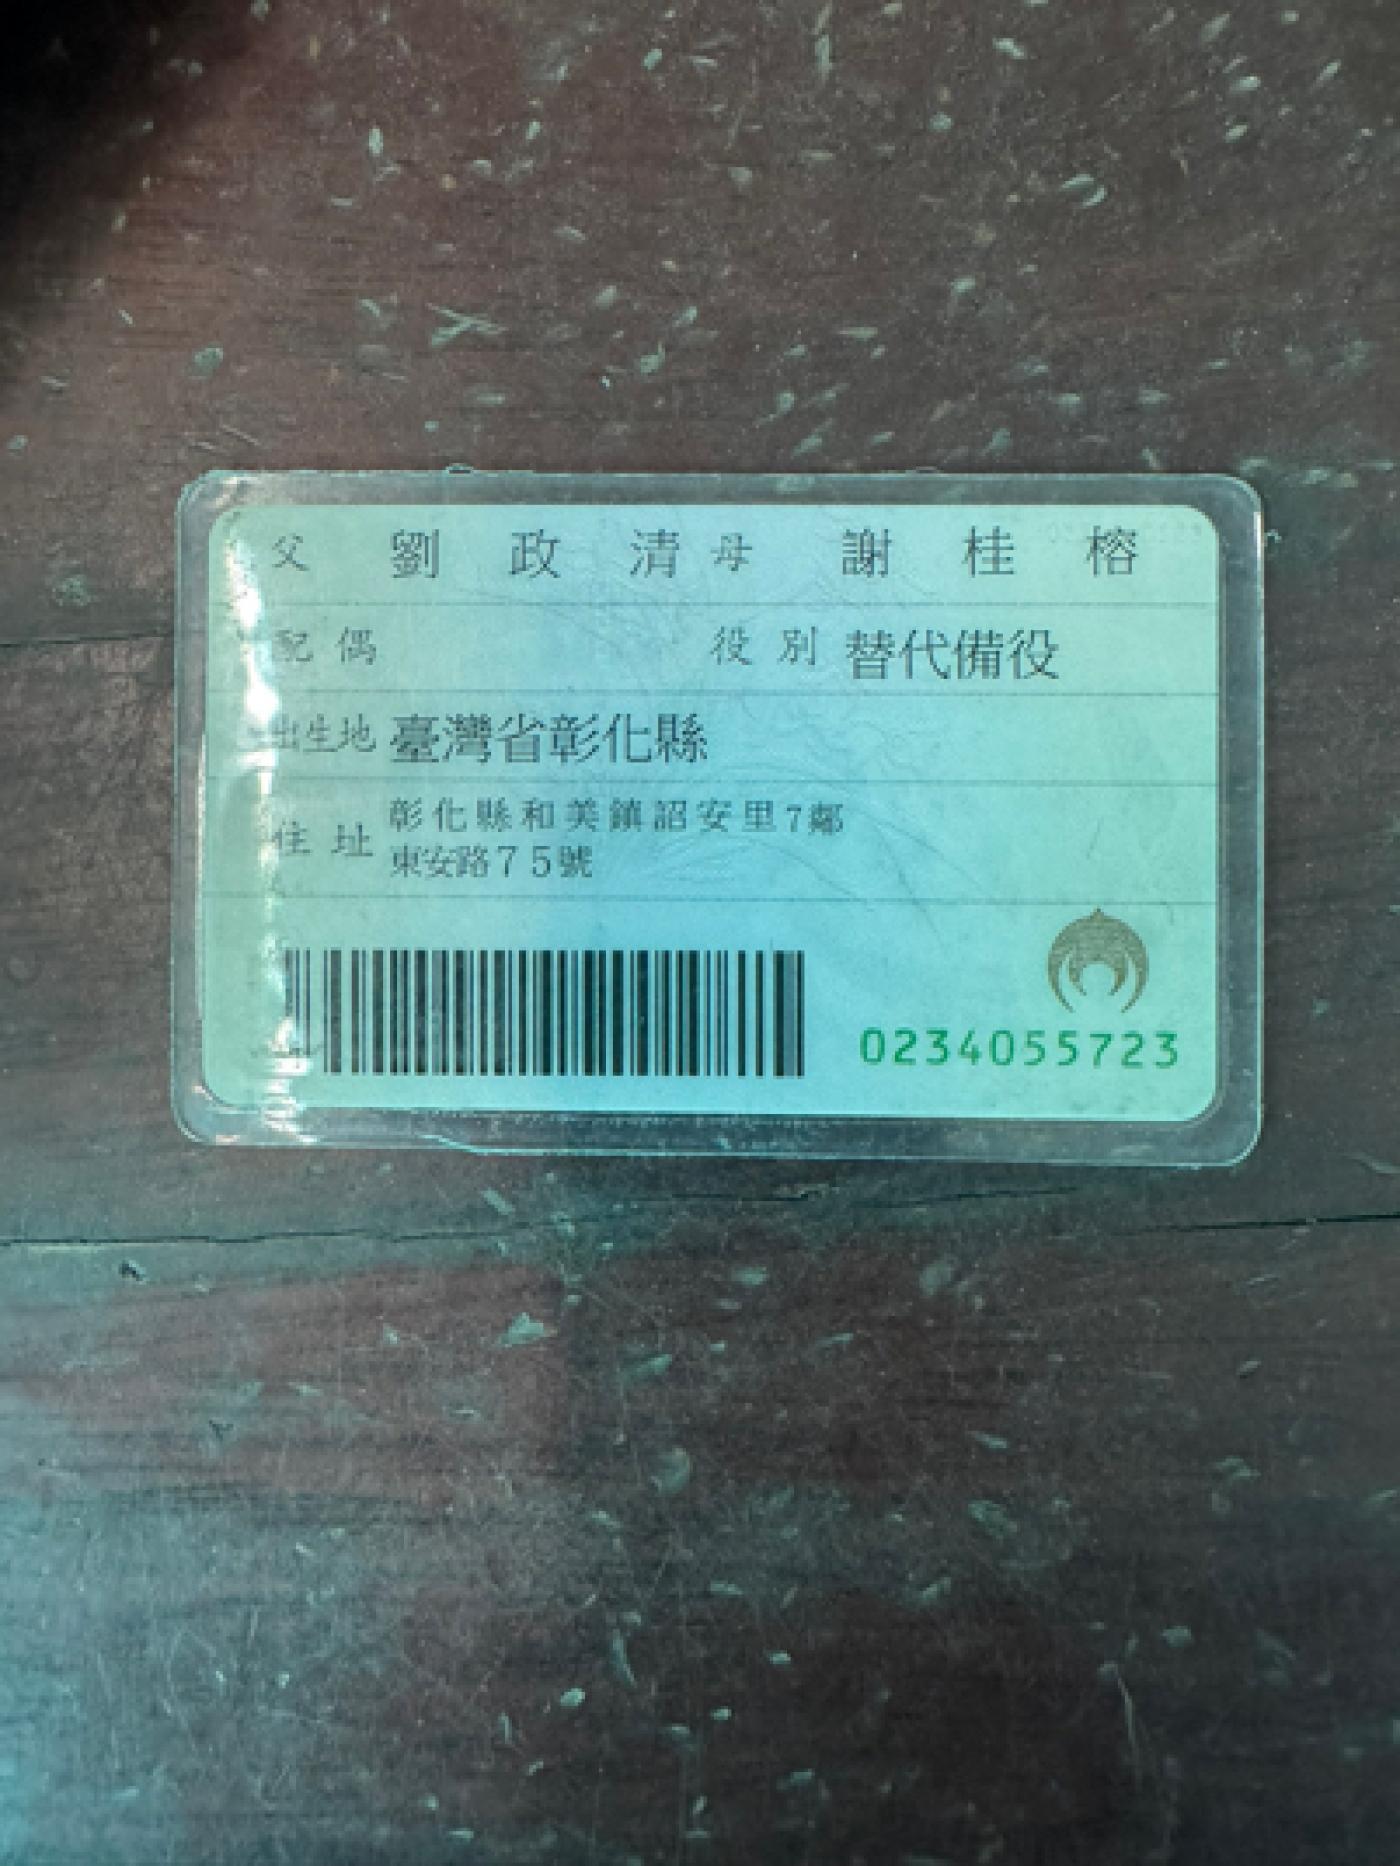 父 劉政清 母 謝桂榕
配偶 役別 替代備役
出生地 臺灣省彰化縣
住址 彰化縣和美鎮詔安里7鄰
東安路75號
0234055723